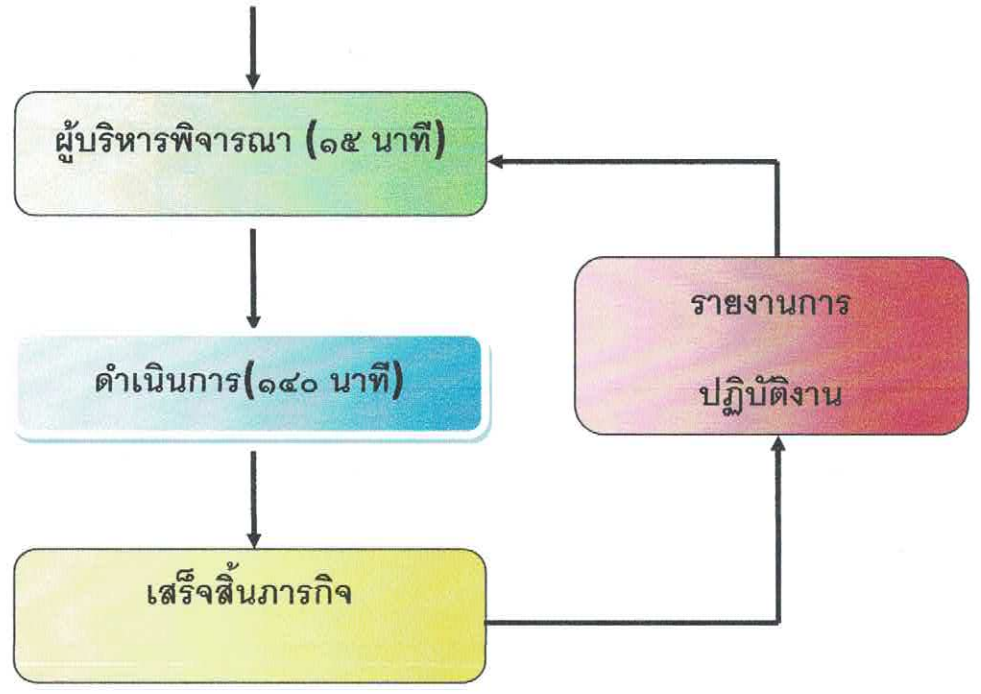 ผู้บริหารพิจารณา (๑๕ นาที)
ดำเนินการ(๑๔๐ นาที)
เสร็จสิ้นภารกิจ
รายงานการ
ปฏิบัติงาน